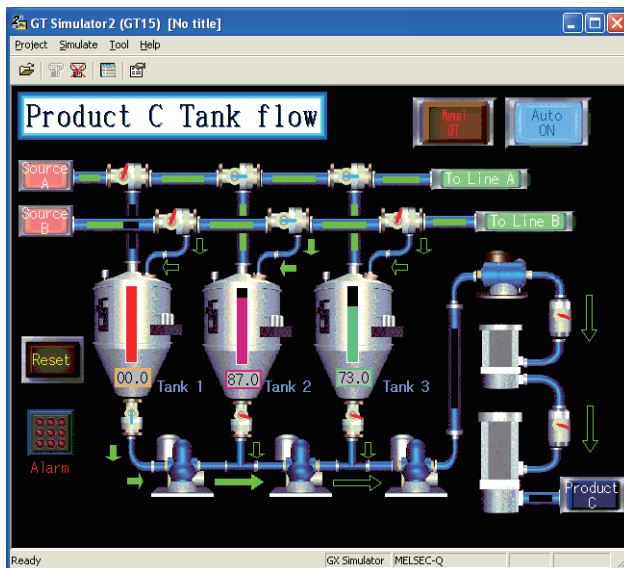 GT Simulator2 (GT15) [No title]
Project Simulate Tool Help
Product C Tank flow
Manual
OFF
Auto
ON
Source
A
To Line A
Source
B
To Line B
Reset
00.0
Tank 1
87.0
Tank 2
73.0
Tank 3
Alarm
Product
C
Ready
GX Simulator
MELSEC-Q